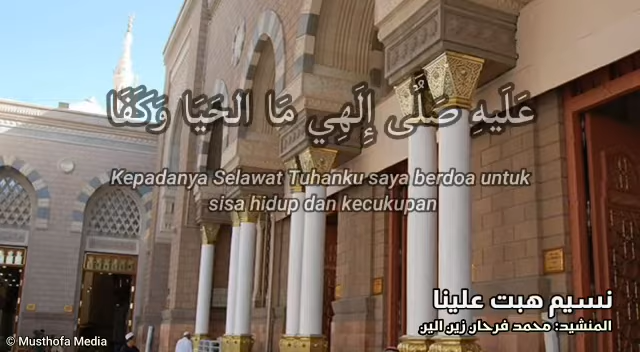 عَلَيهِ صَلَّى إِلَهِي مَا الحَيَا وَكَفَا
Kepadanya Selawat Tuhanku saya berdoa untuk
sisa hidup dan kecukupan
نسيم هبت علينا
المنشيد: محمد فرحان زين الين
© Musthofa Media